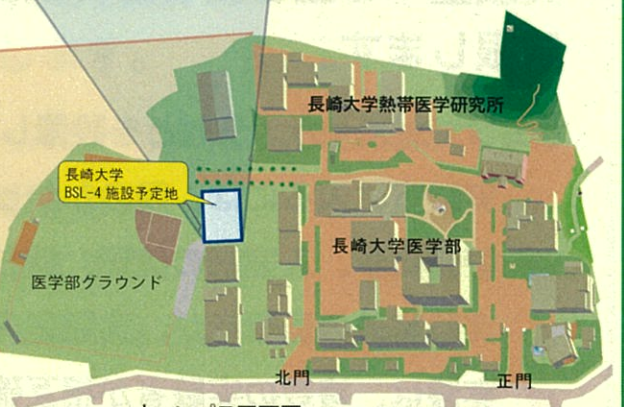 長崎大学熱帯医学研究所
長崎大学
BSL-4 施設予定地
長崎大学医学部
医学部グラウンド
北門
正門